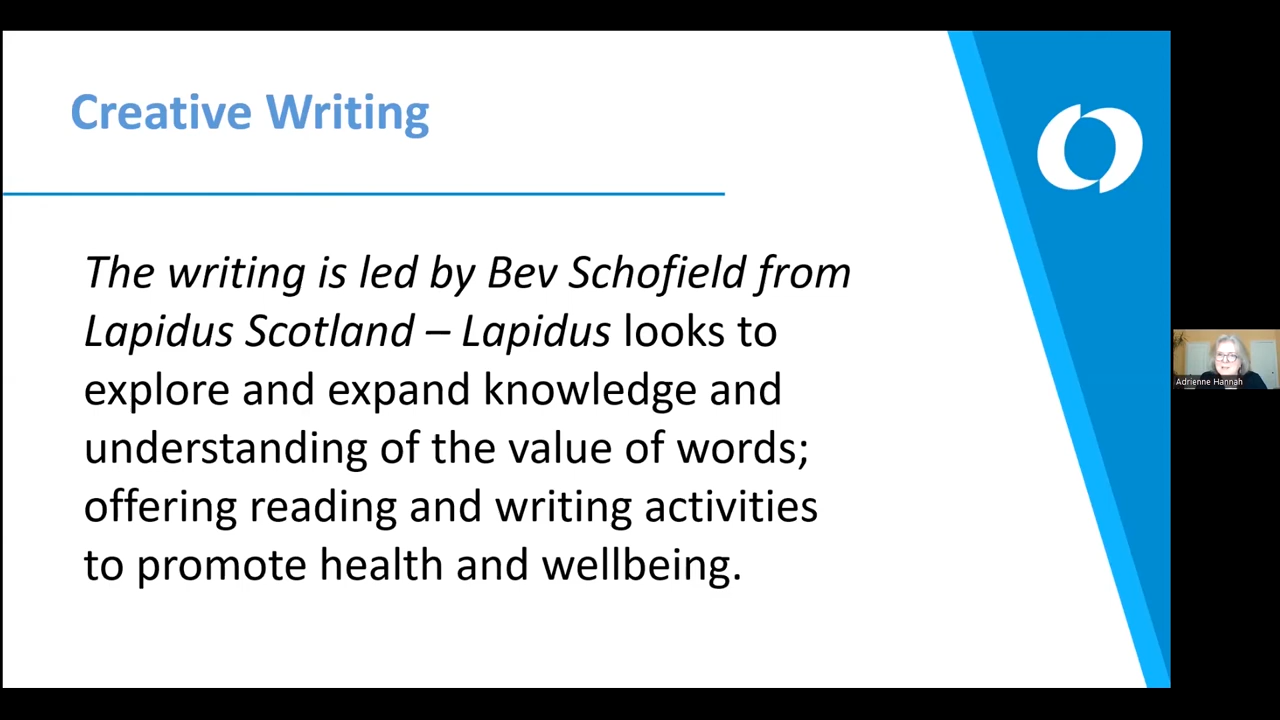 Creative Writing
The writing is led by Bev Schofield from
Lapidus Scotland – Lapidus looks to
explore and expand knowledge and
understanding of the value of words;
offering reading and writing activities
to promote health and wellbeing.
Adrienne Hannah